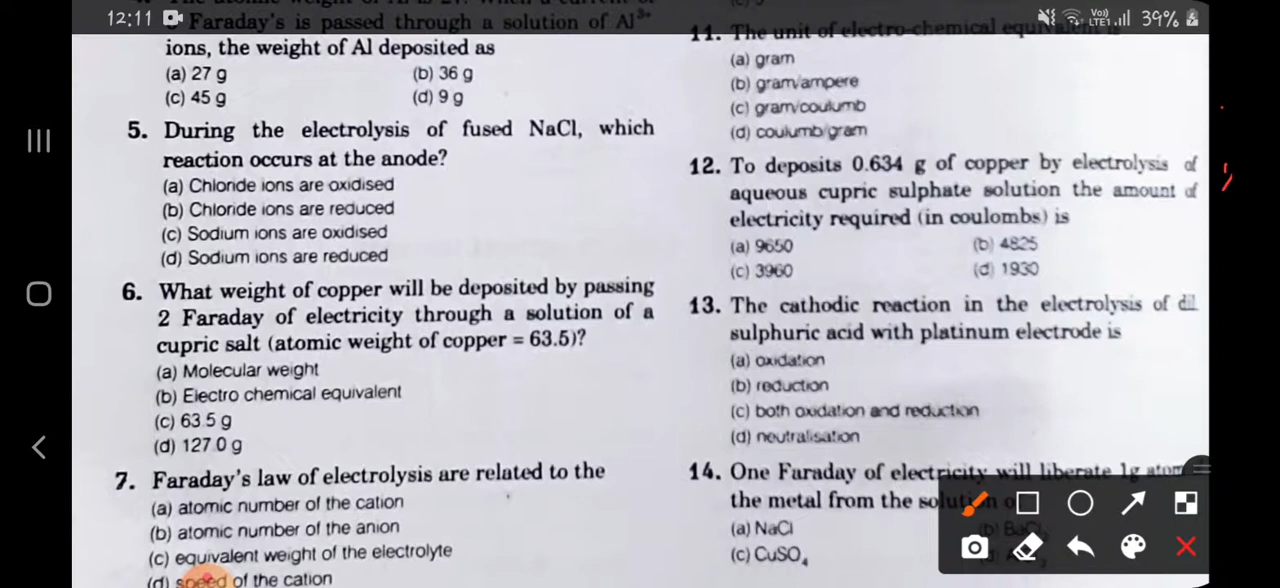 12:11
Vo)) LTE1 39%
Faraday's is passed through a solution of Al³⁺
ions, the weight of Al deposited as
(a) 27 g (b) 36 g
(c) 45 g (d) 9 g
5. During the electrolysis of fused NaCl, which
reaction occurs at the anode?
(a) Chloride ions are oxidised
(b) Chloride ions are reduced
(c) Sodium ions are oxidised
(d) Sodium ions are reduced
6. What weight of copper will be deposited by passing
2 Faraday of electricity through a solution of a
cupric salt (atomic weight of copper = 63.5)?
(a) Molecular weight
(b) Electro chemical equivalent
(c) 63.5 g
(d) 127.0 g
7. Faraday's law of electrolysis are related to the
(a) atomic number of the cation
(b) atomic number of the anion
(c) equivalent weight of the electrolyte
(d) speed of the cation
11. The unit of electro-chemical equivalent is
(a) gram
(b) gram/ampere
(c) gram/coulumb
(d) coulumb/gram
12. To deposits 0.634 g of copper by electrolysis of
aqueous cupric sulphate solution the amount of
electricity required (in coulombs) is
(a) 9650 (b) 4825
(c) 3960 (d) 1930
13. The cathodic reaction in the electrolysis of dil.
sulphuric acid with platinum electrode is
(a) oxidation
(b) reduction
(c) both oxidation and reduction
(d) neutralisation
14. One Faraday of electricity will liberate 1g atom
the metal from the solution
(a) NaCl (b)
(c) CuSO₄